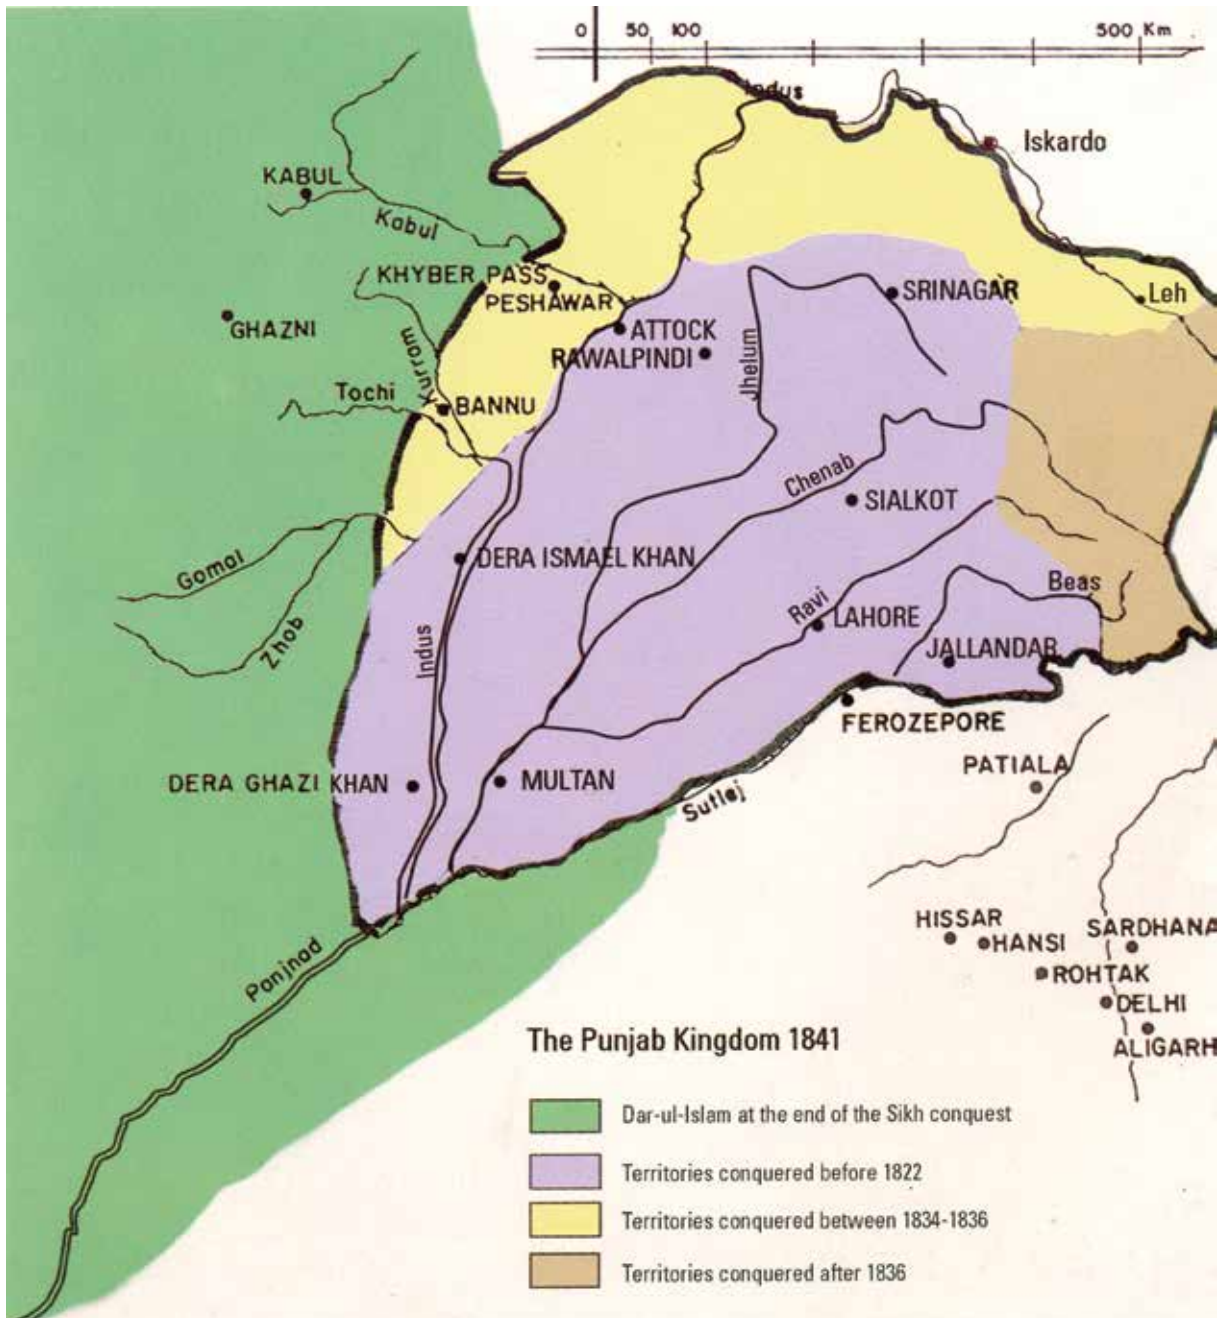 0 50 100 500 Km
Indus
Iskardo
KABUL
Kabul
KHYBER PASS
PESHAWAR
SRINAGAR
Leh
GHAZNI
ATTOCK
RAWALPINDI
Jhelum
Kurram
Tochi
BANNU
Chenab
SIALKOT
DERA ISMAEL KHAN
Gomal
Zhob
Beas
Ravi
LAHORE
Indus
JALLANDAR
FEROZEPORE
PATIALA
DERA GHAZI KHAN
MULTAN
Sutlej
HISSAR
HANSI
SARDHANA
ROHTAK
Panjnad
DELHI
ALIGARH
The Punjab Kingdom 1841
Dar-ul-Islam at the end of the Sikh conquest
Territories conquered before 1822
Territories conquered between 1834-1836
Territories conquered after 1836